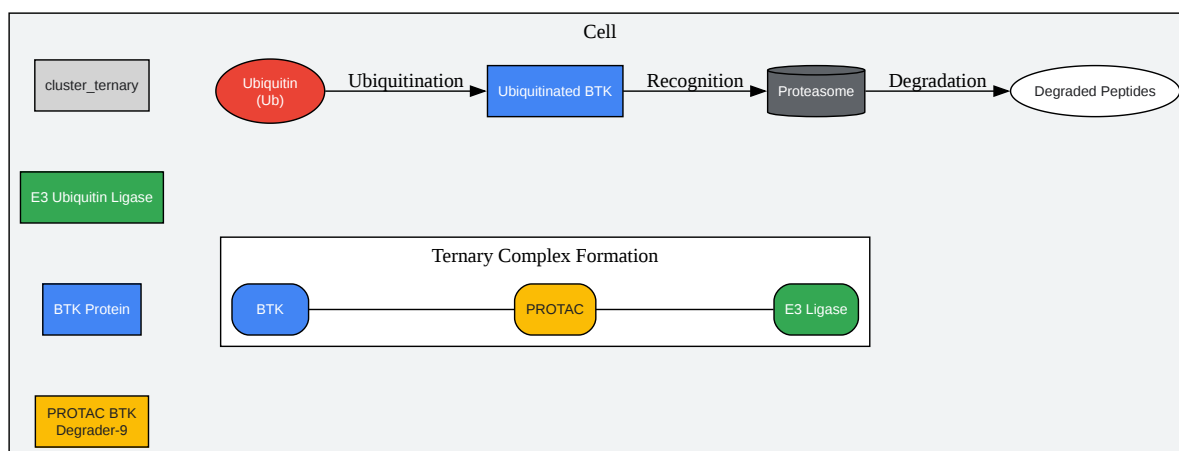 Cell
cluster_ternary
Ubiquitin
(Ub)
Ubiquitination
Ubiquitinated BTK
Recognition
Proteasome
Degradation
Degraded Peptides
E3 Ubiquitin Ligase
Ternary Complex Formation
BTK Protein
BTK
PROTAC
E3 Ligase
PROTAC BTK
Degrader-9